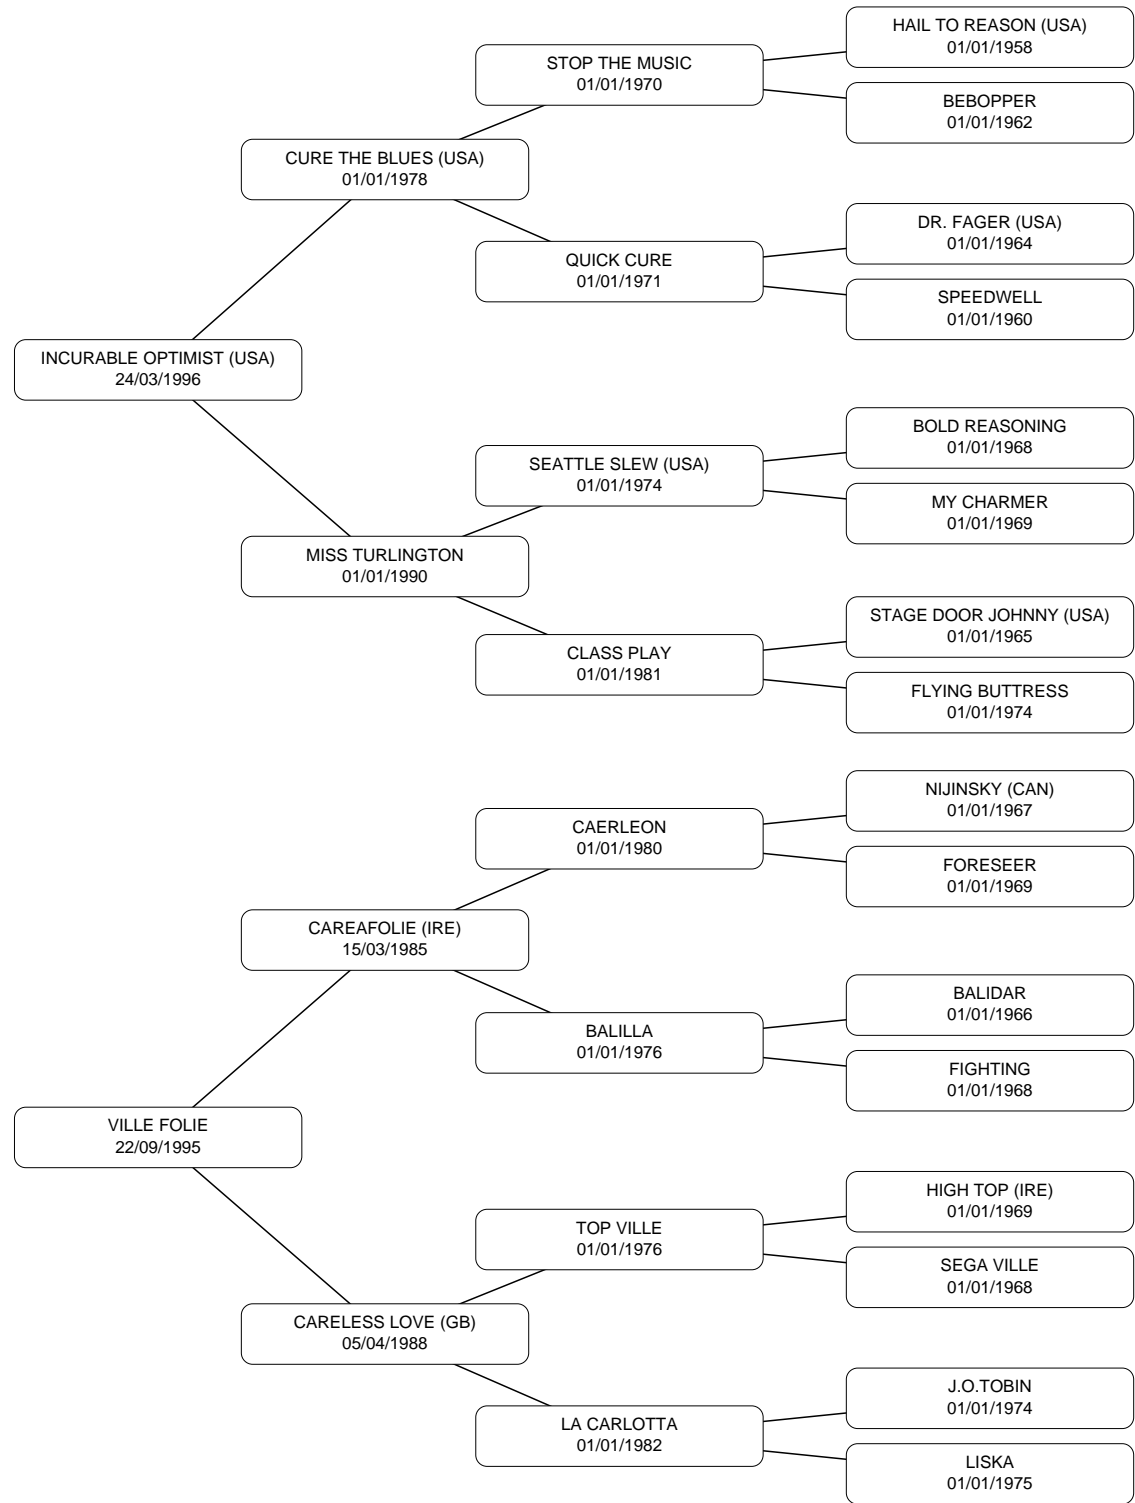 HAIL TO REASON (USA)
01/01/1958
STOP THE MUSIC
01/01/1970
BEBOPPER
01/01/1962
CURE THE BLUES (USA)
01/01/1978
DR. FAGER (USA)
01/01/1964
QUICK CURE
01/01/1971
SPEEDWELL
01/01/1960
INCURABLE OPTIMIST (USA)
24/03/1996
BOLD REASONING
01/01/1968
SEATTLE SLEW (USA)
01/01/1974
MY CHARMER
01/01/1969
MISS TURLINGTON
01/01/1990
STAGE DOOR JOHNNY (USA)
01/01/1965
CLASS PLAY
01/01/1981
FLYING BUTTRESS
01/01/1974
NIJINSKY (CAN)
01/01/1967
CAERLEON
01/01/1980
FORESEER
01/01/1969
CAREAFOLIE (IRE)
15/03/1985
BALIDAR
01/01/1966
BALILLA
01/01/1976
FIGHTING
01/01/1968
VILLE FOLIE
22/09/1995
HIGH TOP (IRE)
01/01/1969
TOP VILLE
01/01/1976
SEGA VILLE
01/01/1968
CARELESS LOVE (GB)
05/04/1988
J.O.TOBIN
01/01/1974
LA CARLOTTA
01/01/1982
LISKA
01/01/1975